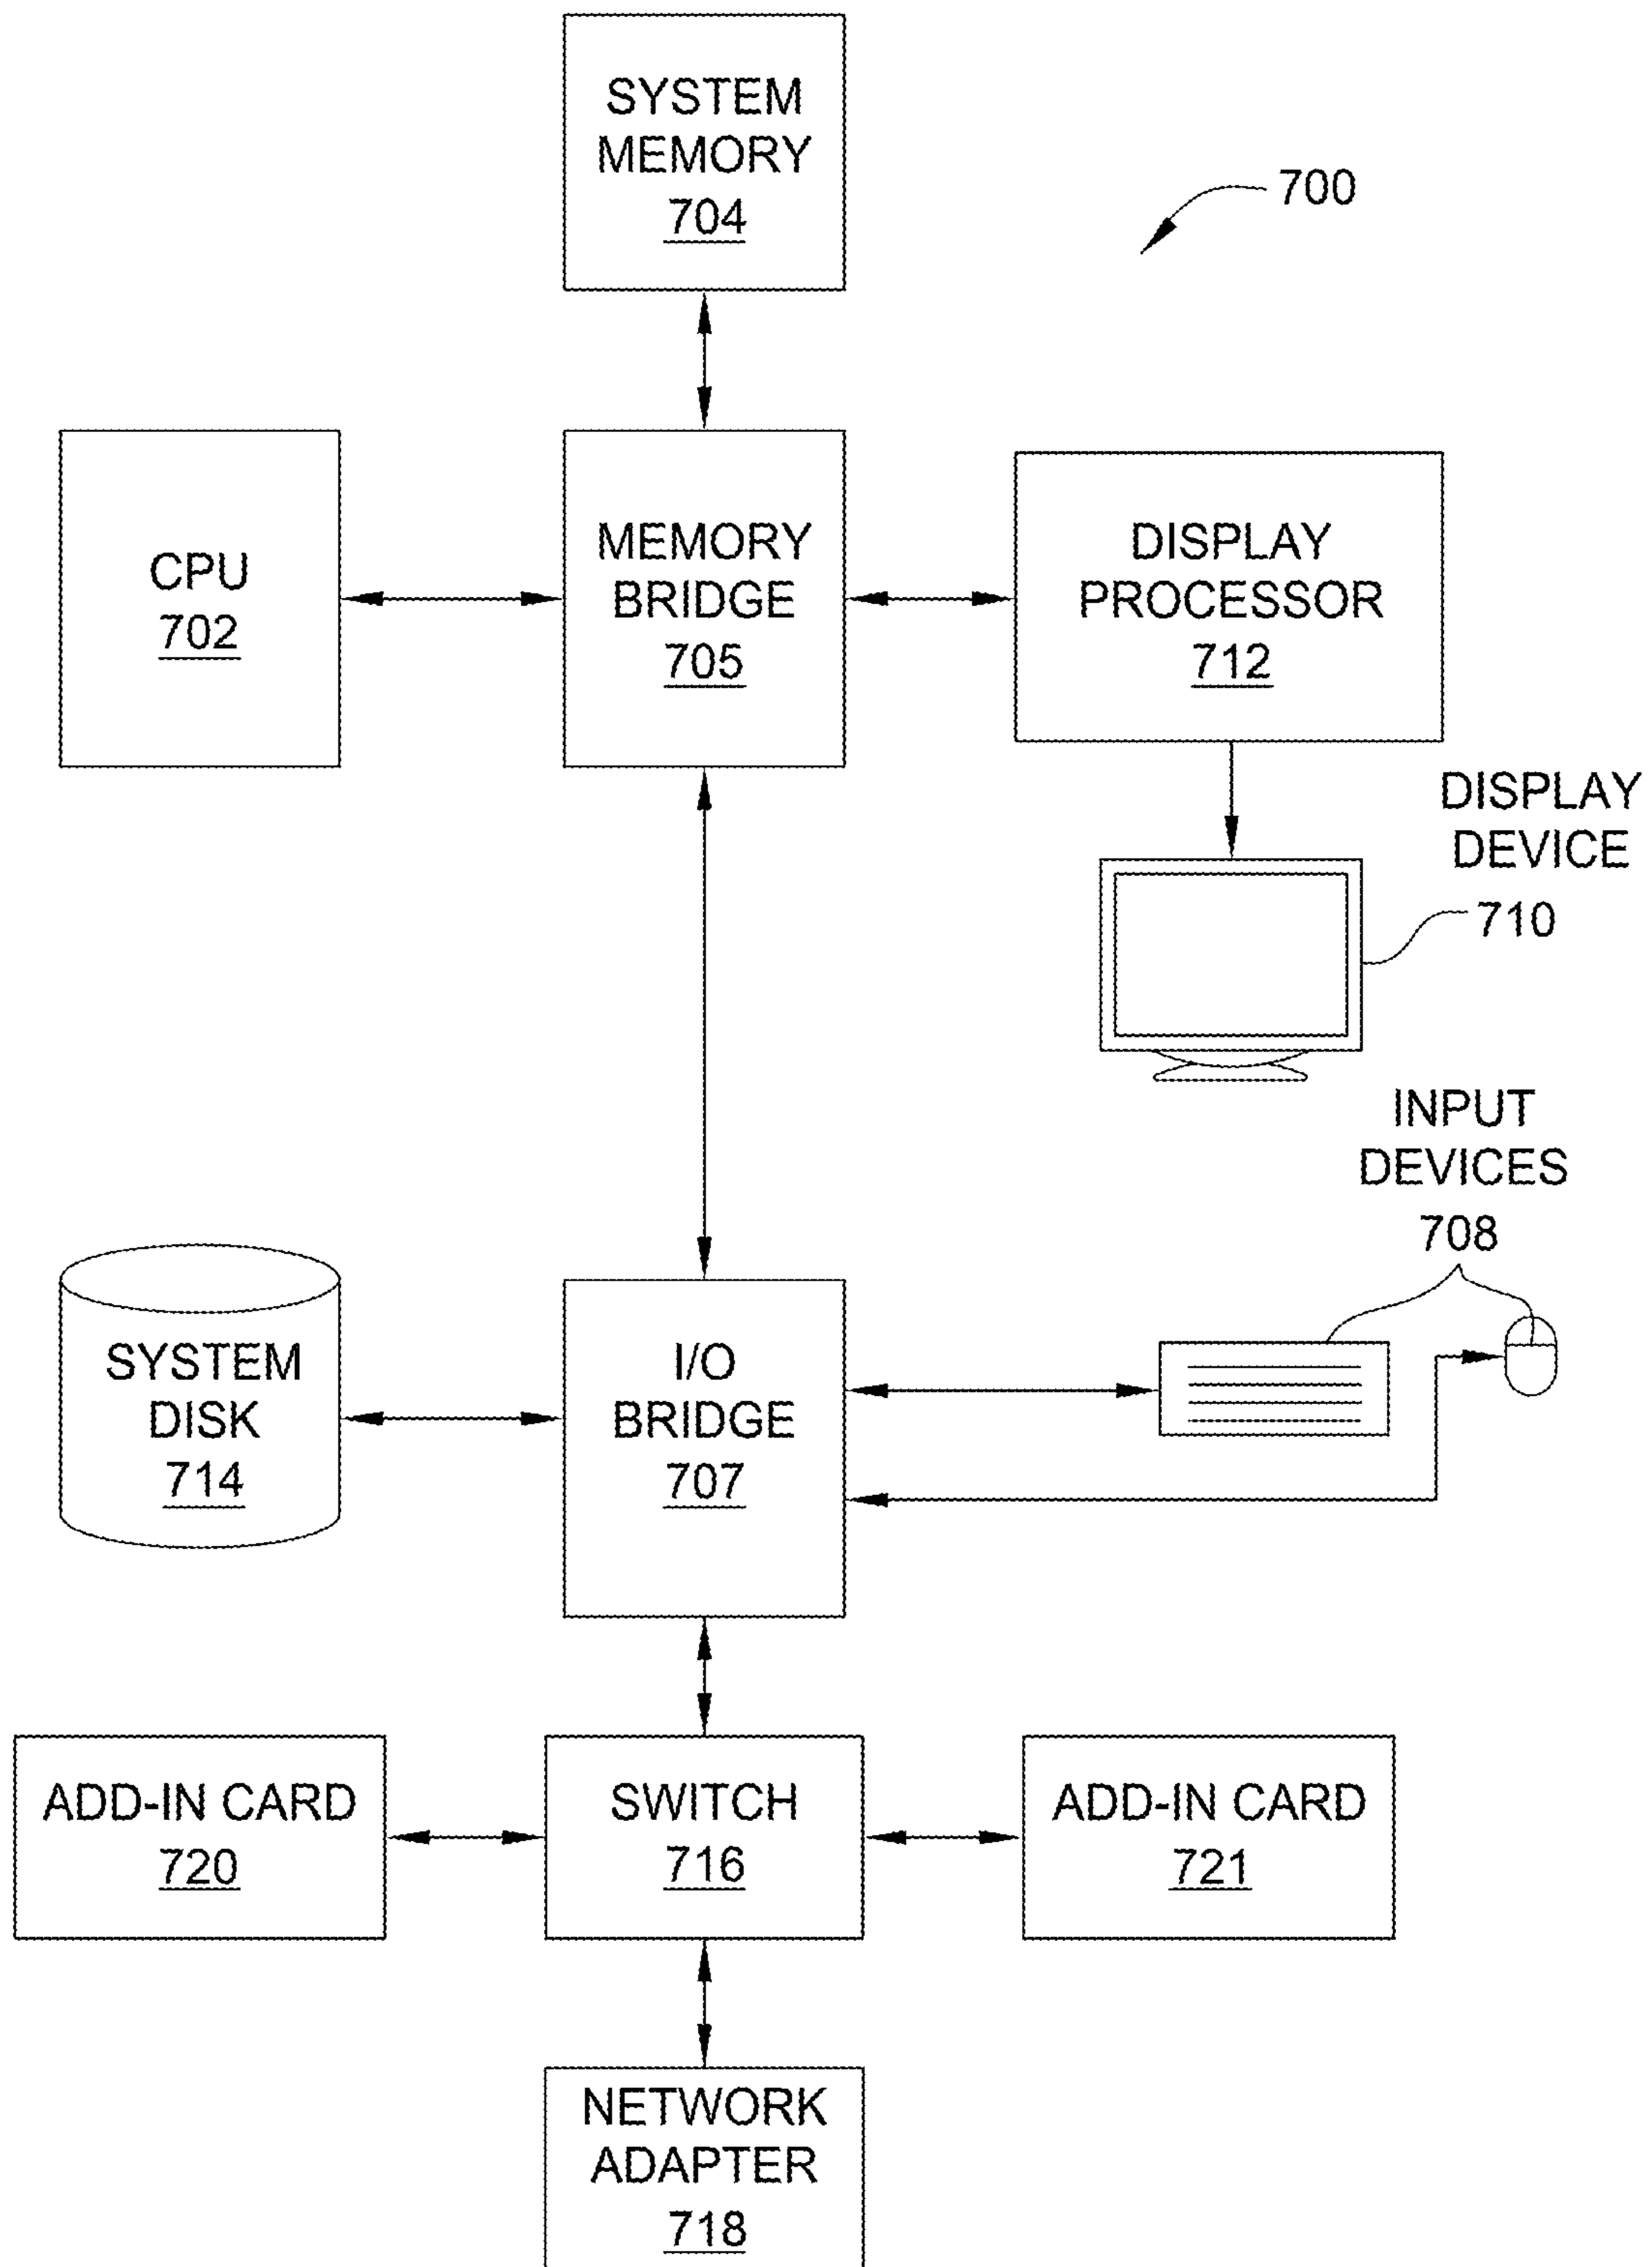 SYSTEM
MEMORY
704
700
CPU
702
MEMORY
BRIDGE
705
DISPLAY
PROCESSOR
712
DISPLAY
DEVICE
710
INPUT
DEVICES
708
SYSTEM
DISK
714
I/O
BRIDGE
707
ADD-IN CARD
720
SWITCH
716
ADD-IN CARD
721
NETWORK
ADAPTER
718